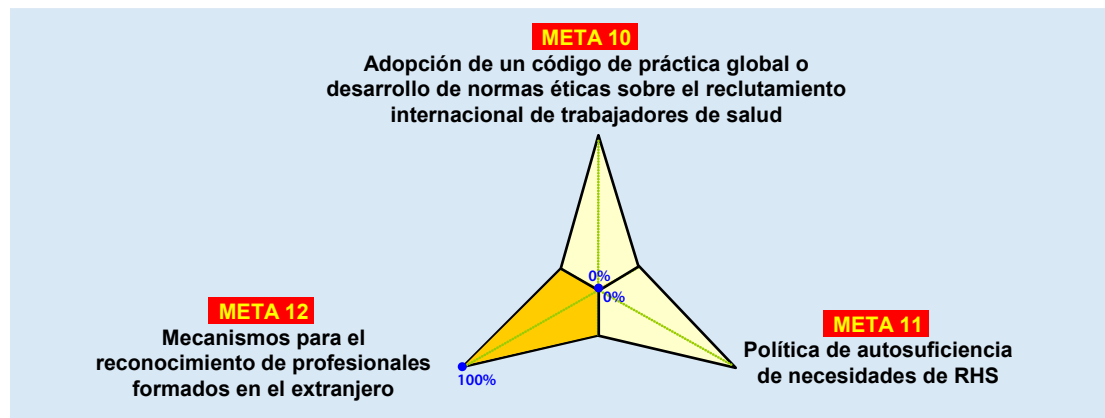 META 10
Adopción de un código de práctica global o
desarrollo de normas éticas sobre el reclutamiento
internacional de trabajadores de salud
0%
0%
META 12
Mecanismos para el
reconocimiento de profesionales
formados en el extranjero
100%
META 11
Política de autosuficiencia
de necesidades de RHS